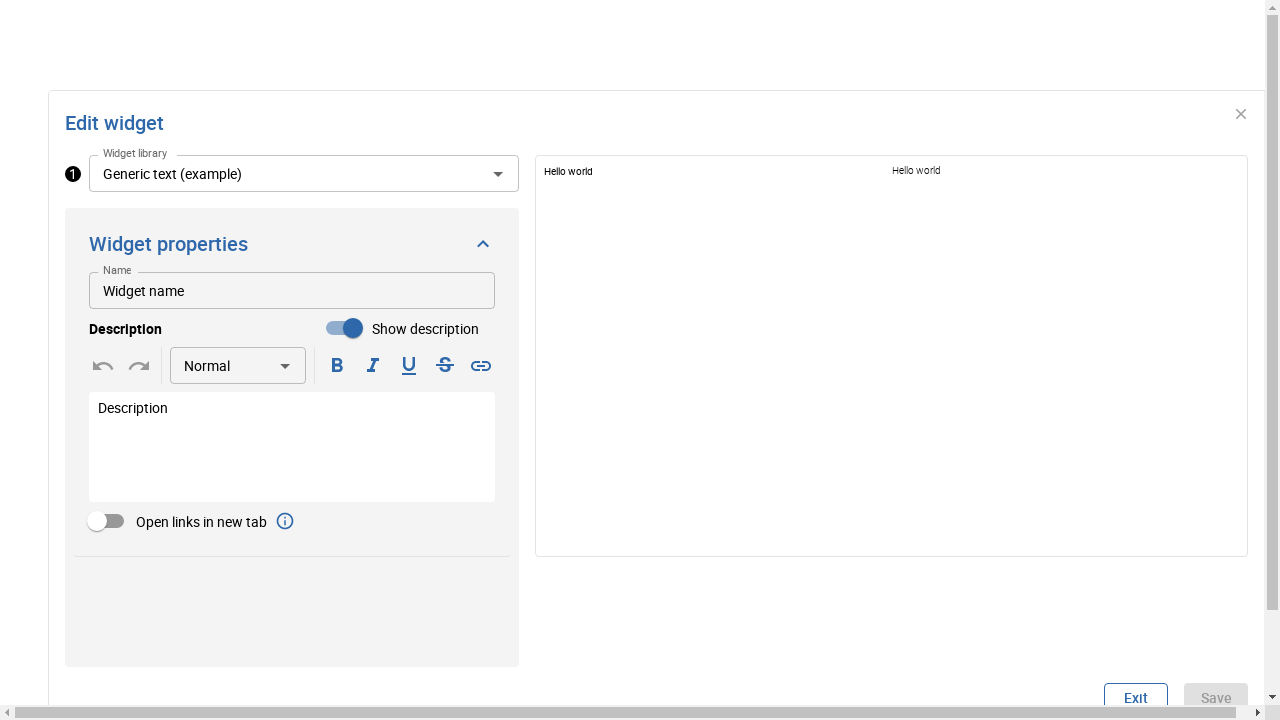 Edit widget
Widget library
1
Generic text (example)
Widget properties
Name
Widget name
Description
Show description
Normal
B I U S
Description
Open links in new tab
Hello world
Hello world
Exit
Save